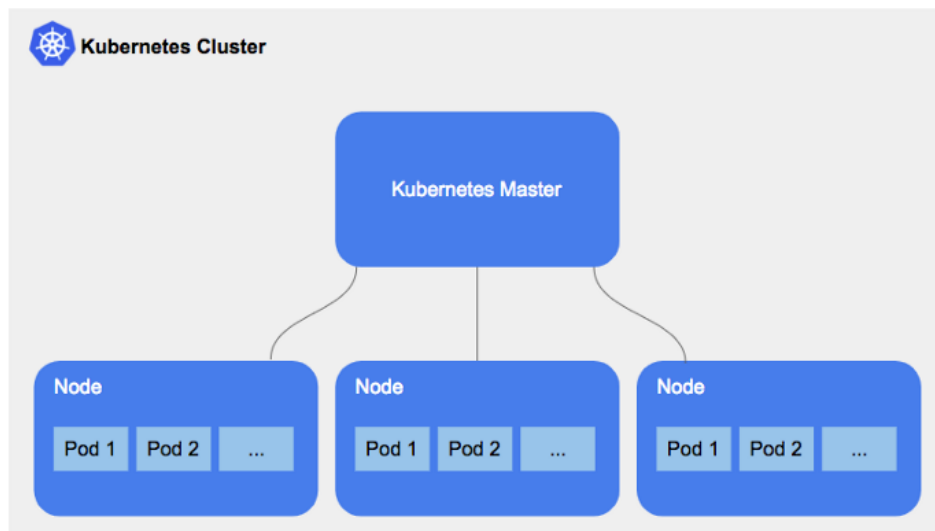 Kubernetes Cluster
Kubernetes Master
Node
Pod 1
Pod 2
...
Node
Pod 1
Pod 2
...
Node
Pod 1
Pod 2
...